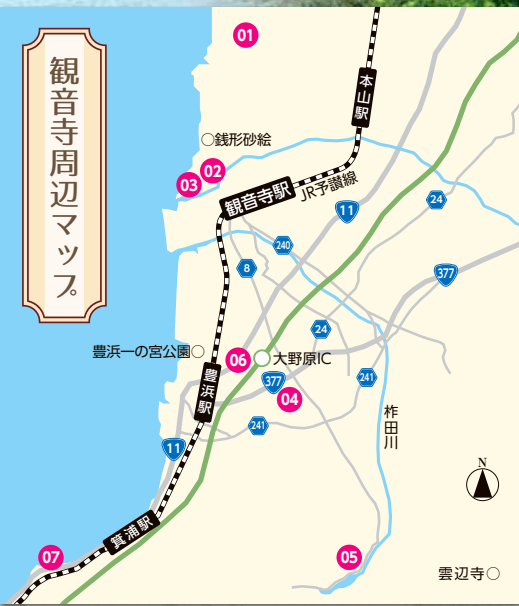 観音寺周辺マップ
01
本山駅
○銭形砂絵
02
03
観音寺駅
JR予讃線
11
24
240
8
377
24
豊浜一の宮公園○
06
大野原IC
豊浜駅
377
04
241
241
柞田川
11
N
箕浦駅
07
05
雲辺寺○